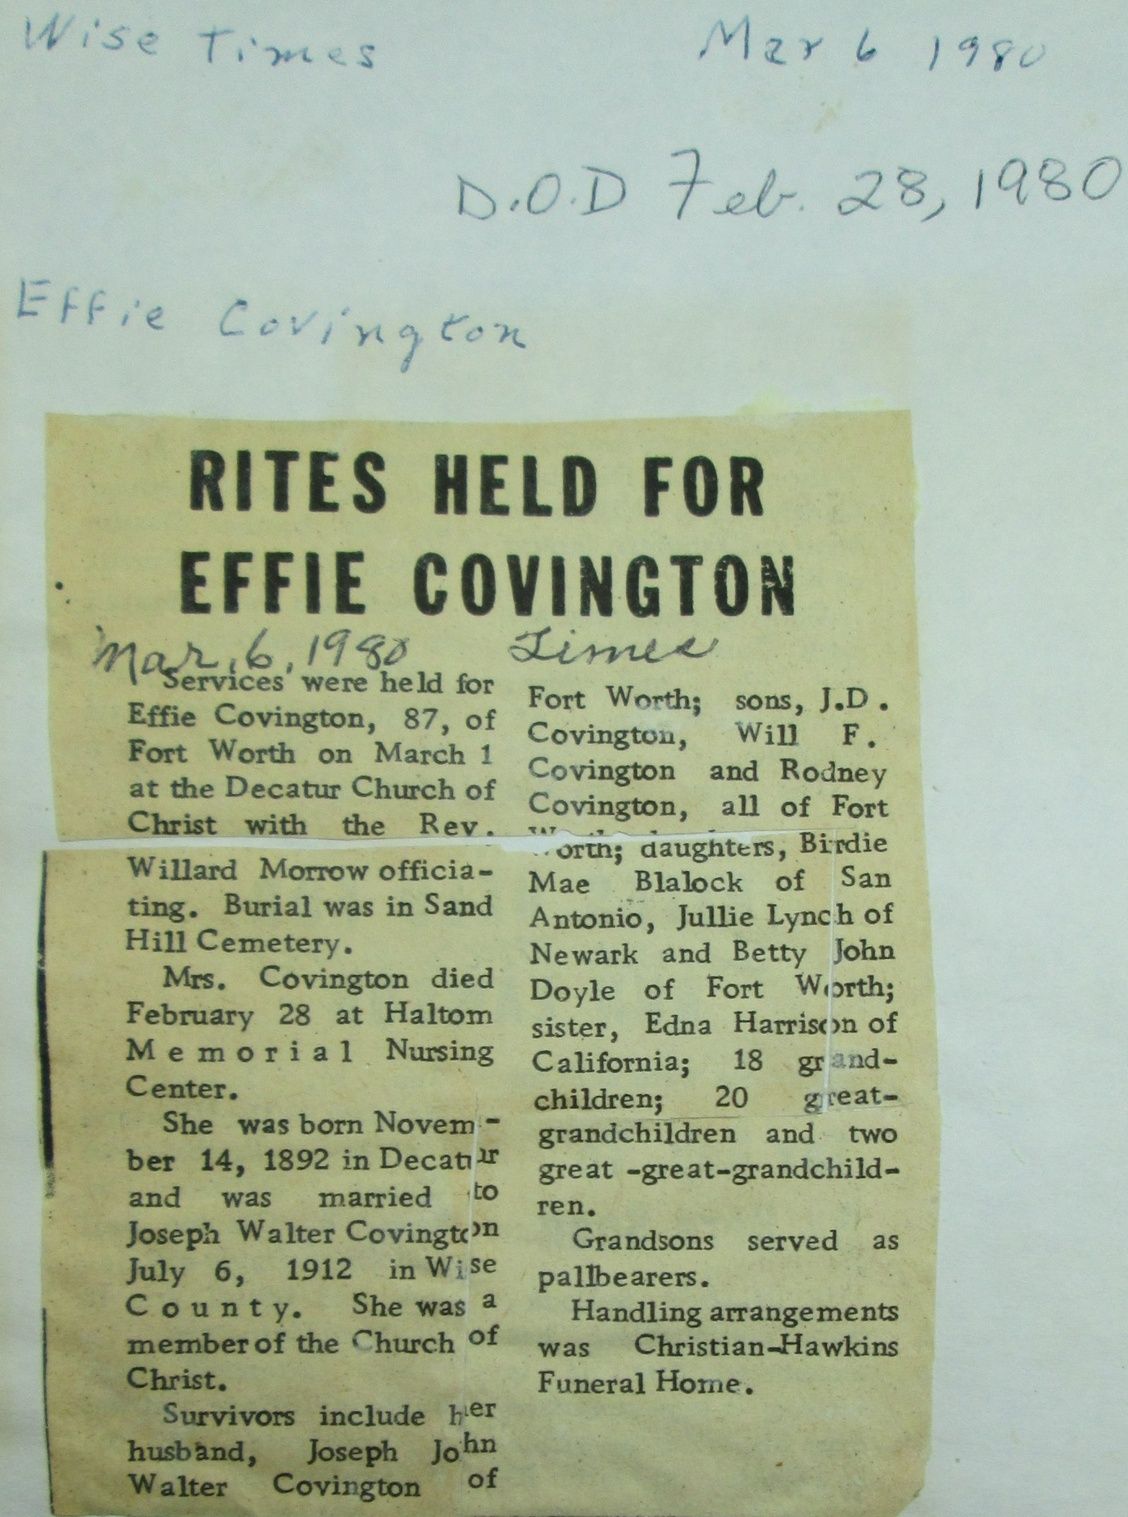 Wise Times Mar 6 1980
D.O.D Feb. 28, 1980
Effie Covington
RITES HELD FOR
EFFIE COVINGTON
Mar. 6, 1980 Times
Services were held for
Effie Covington, 87, of
Fort Worth on March 1
at the Decatur Church of
Christ with the Rev.
Willard Morrow officia-
ting. Burial was in Sand
Hill Cemetery.
Mrs. Covington died
February 28 at Haltom
Memorial Nursing
Center.
She was born Novem-
ber 14, 1892 in Decatur
and was married to
Joseph Walter Covington
July 6, 1912 in Wise
County. She was a
member of the Church of
Christ.
Survivors include her
husband, Joseph John
Walter Covington of
Fort Worth; sons, J.D.
Covington, Will F.
Covington and Rodney
Covington, all of Fort
Worth; daughters, Birdie
Mae Blalock of San
Antonio, Jullie Lynch of
Newark and Betty John
Doyle of Fort Worth;
sister, Edna Harrison of
California; 18 grand-
children; 20 great-
grandchildren and two
great -great-grandchild-
ren.
Grandsons served as
pallbearers.
Handling arrangements
was Christian-Hawkins
Funeral Home.